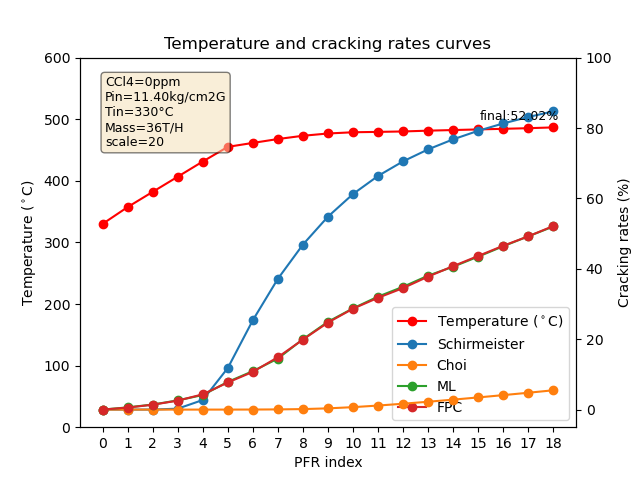 Temperature and cracking rates curves
CCl4=0ppm
Pin=11.40kg/cm2G
Tin=330°C
Mass=36T/H
scale=20
final:52.02%
600
500
400
300
200
100
0
Temperature (°C)
100
80
60
40
20
0
Cracking rates (%)
Temperature (°C)
Schirmeister
Choi
ML
FPC
0 1 2 3 4 5 6 7 8 9 10 11 12 13 14 15 16 17 18
PFR index